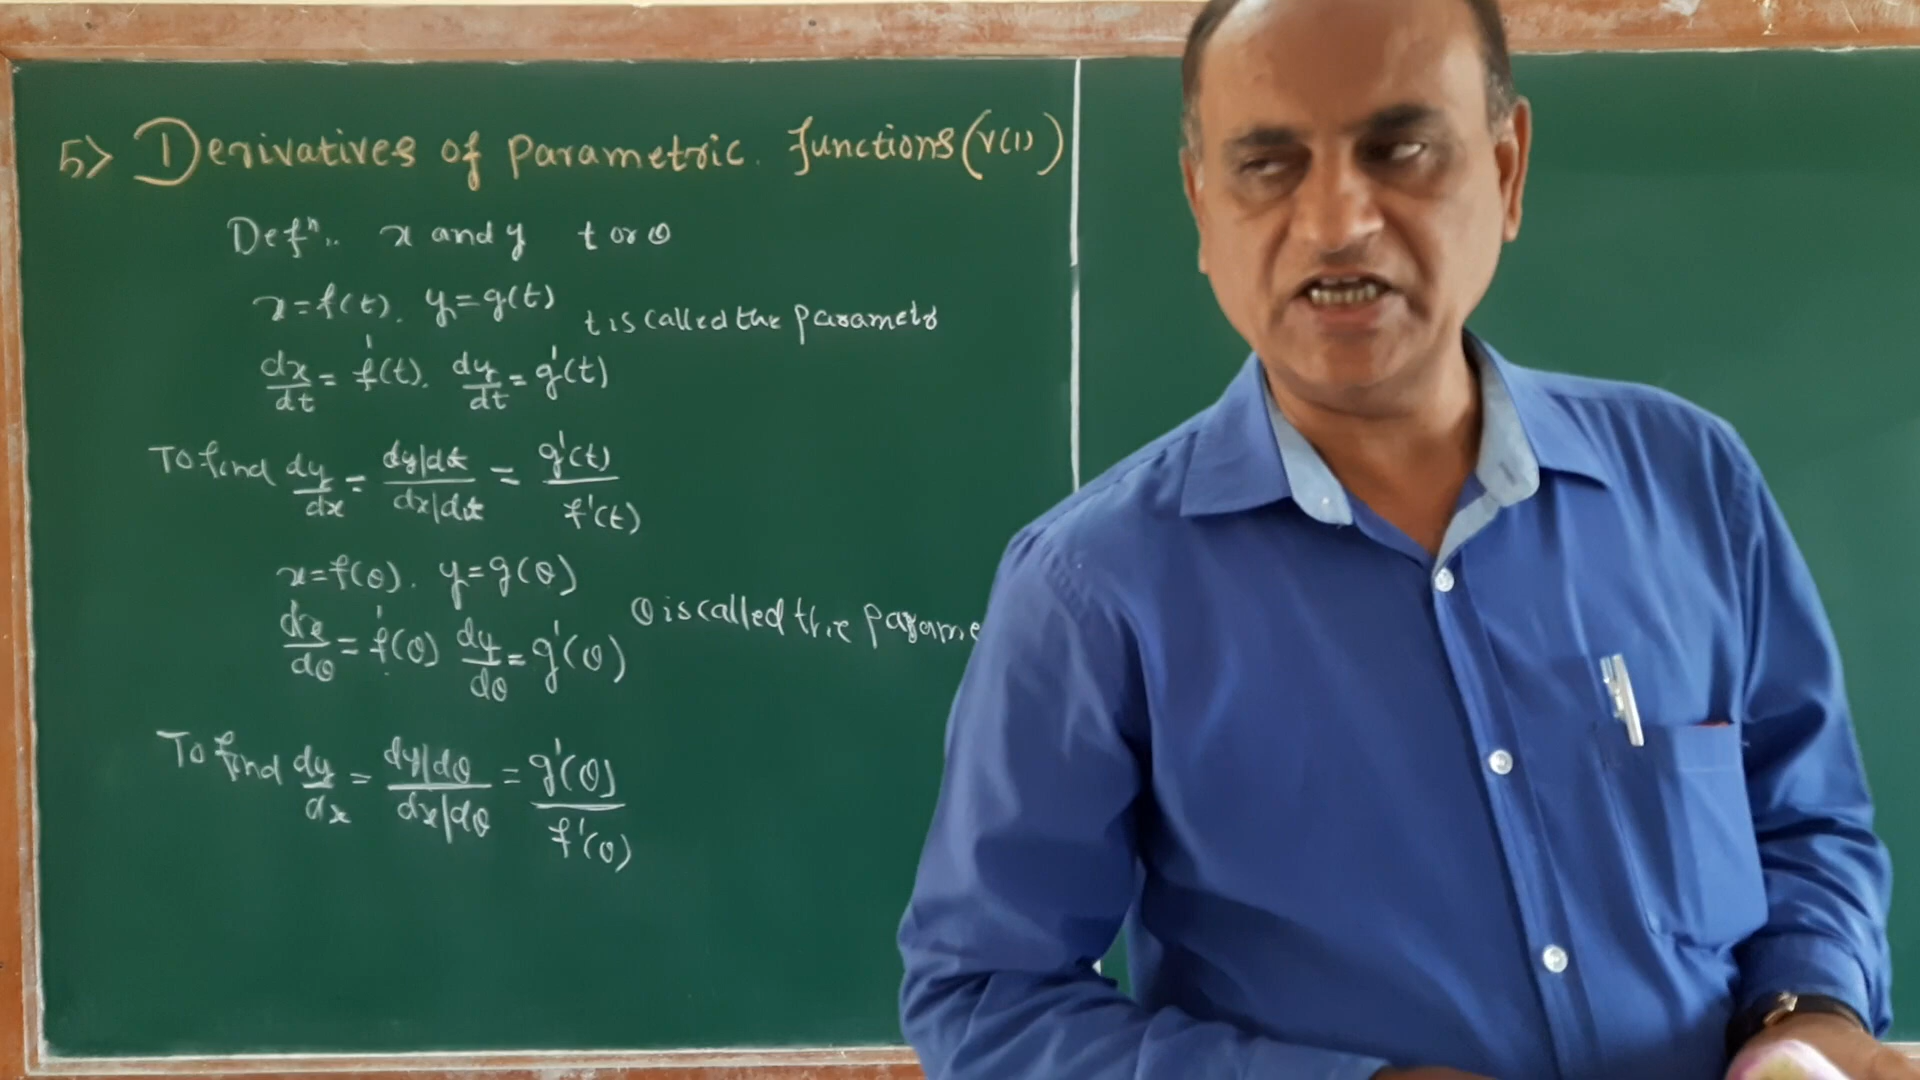 5> Derivatives of parametric. functions (V(1)
Defⁿ.. x and y t or θ
x=f(t). y=g(t)
t is called the parametr
dx/dt = f'(t). dy/dt = g'(t)
To find dy/dx = (dy|dt)/(dx|dt) = g'(t)/f'(t)
x=f(θ). y=g(θ)
θ is called the parame
dx/dθ = f'(θ) dy/dθ = g'(θ)
To find dy/dx = (dy|dθ)/(dx|dθ) = g'(θ)/f'(θ)